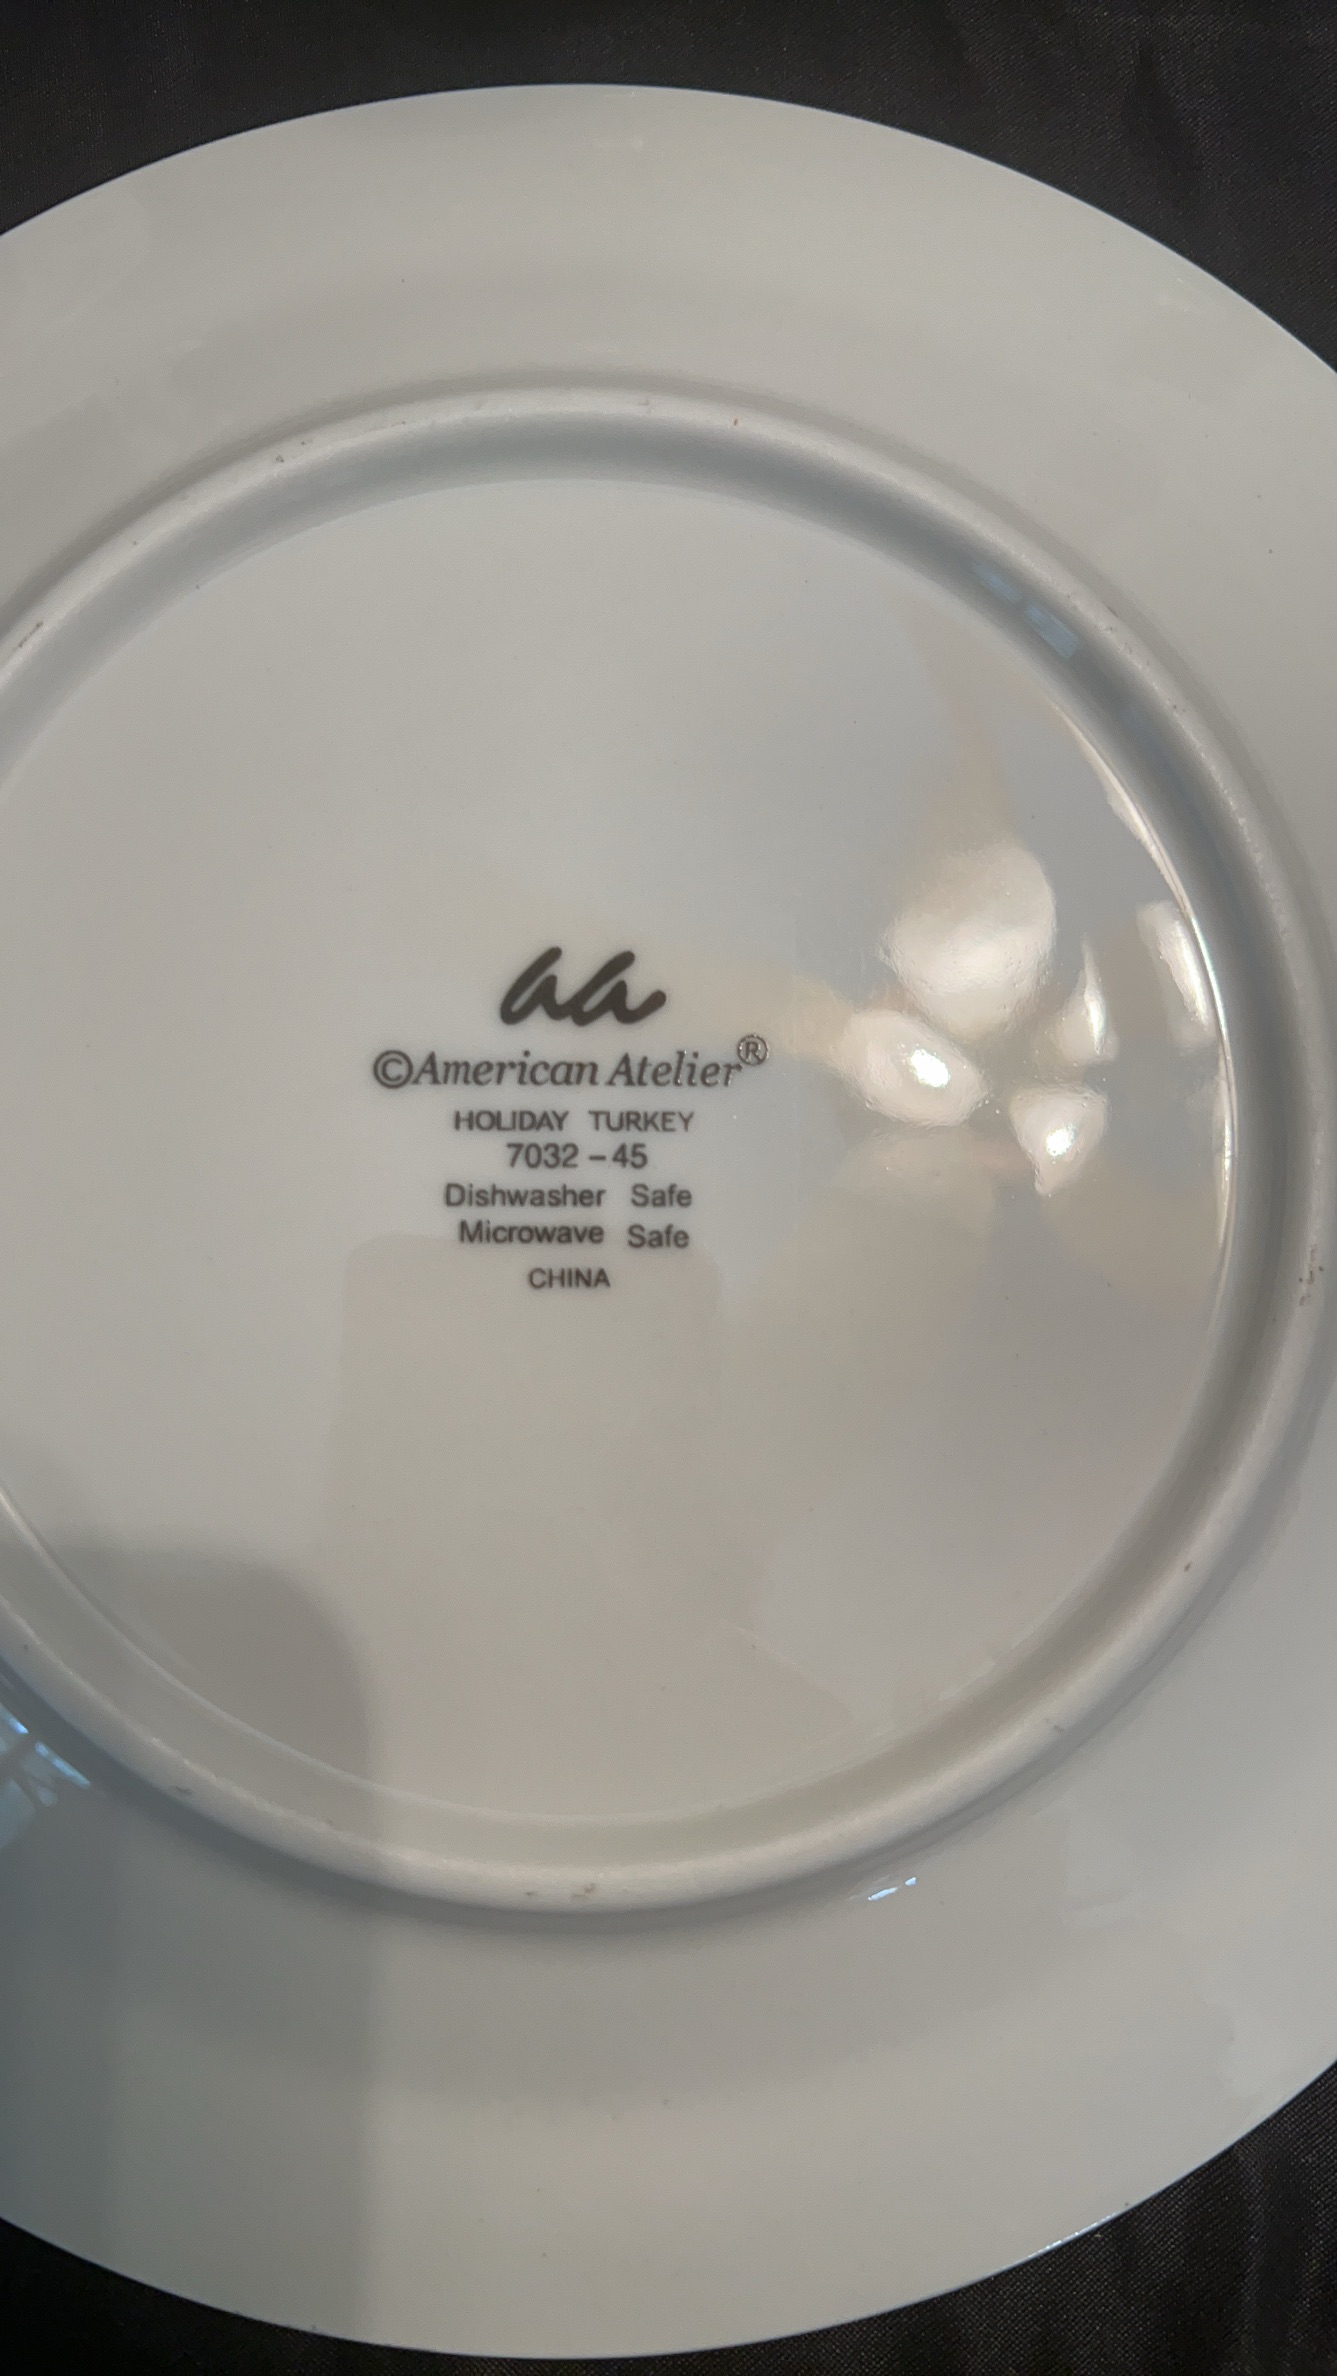 aa
©American Atelier®
HOLIDAY TURKEY
7032-45
Dishwasher Safe
Microwave Safe
CHINA